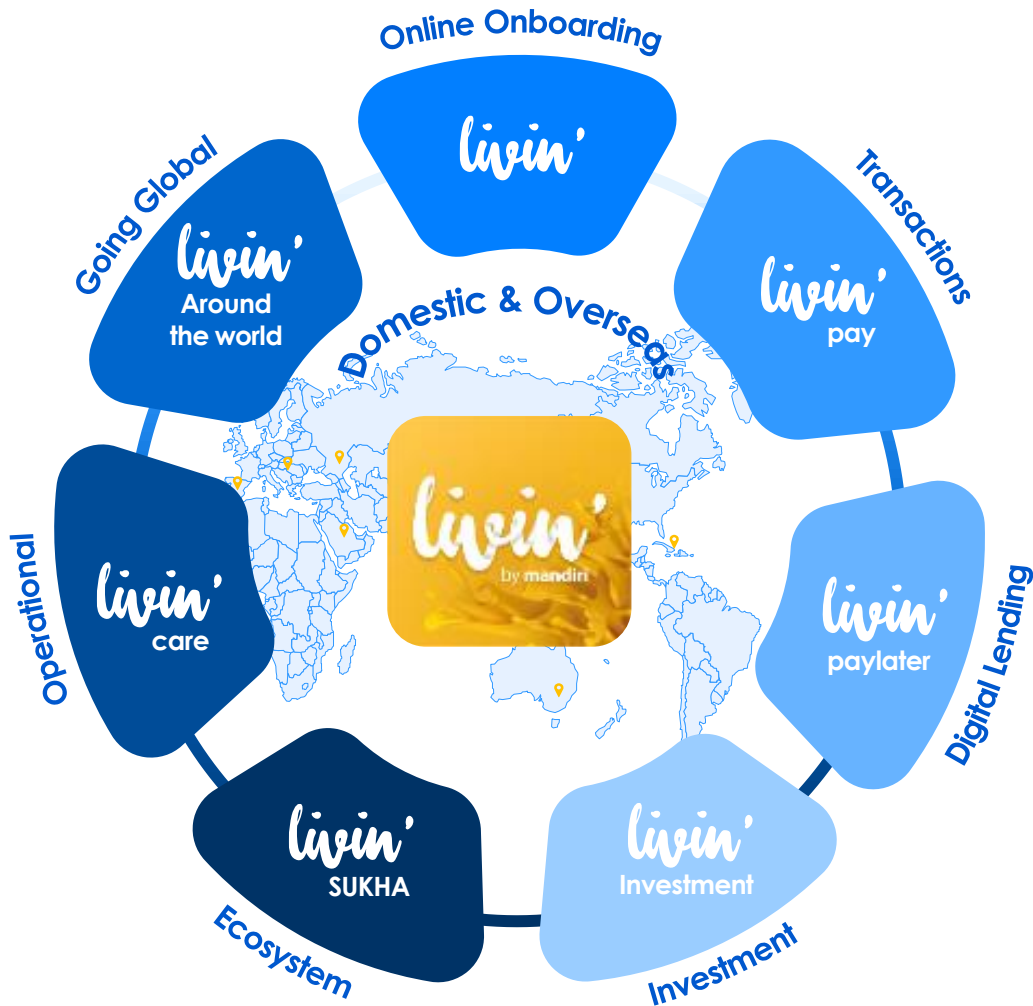 Online Onboarding
livin'
Transactions
livin'
pay
Digital Lending
livin'
paylater
Investment
livin'
Investment
Ecosystem
livin'
SUKHA
Operational
livin'
care
Going Global
livin'
Around
the world
Domestic & Overseas
livin'
by mandiri